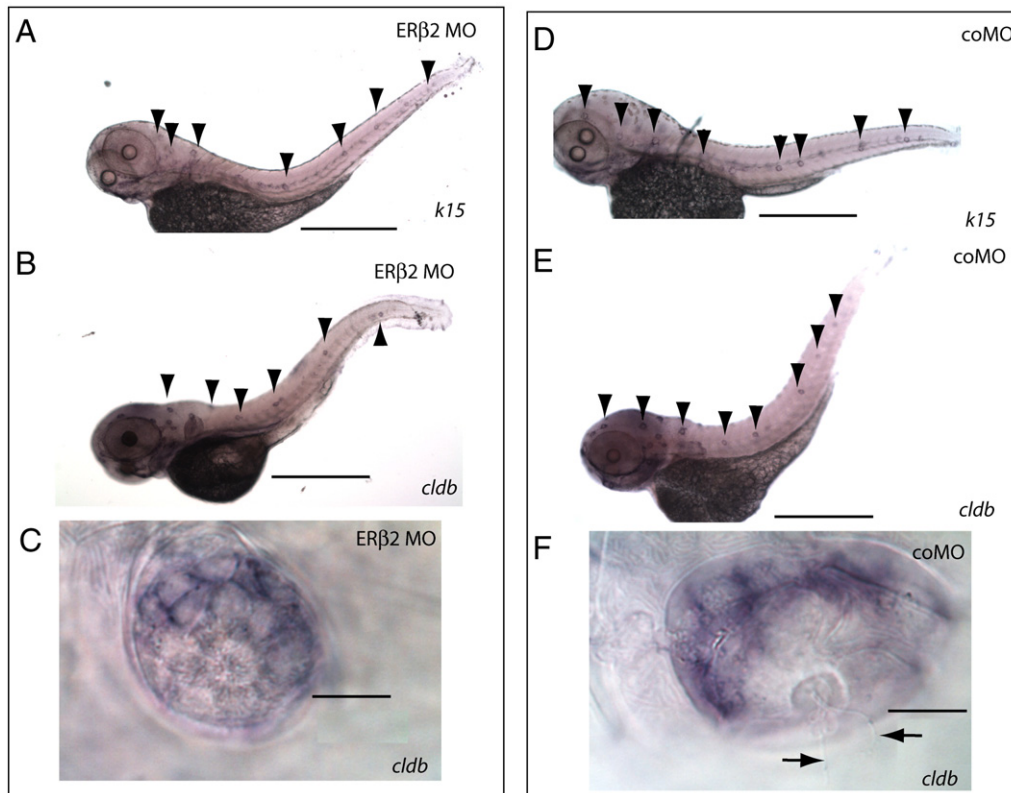 A
ERβ2 MO
k15
B
ERβ2 MO
cldb
C
ERβ2 MO
cldb
D
coMO
k15
E
coMO
cldb
F
coMO
cldb